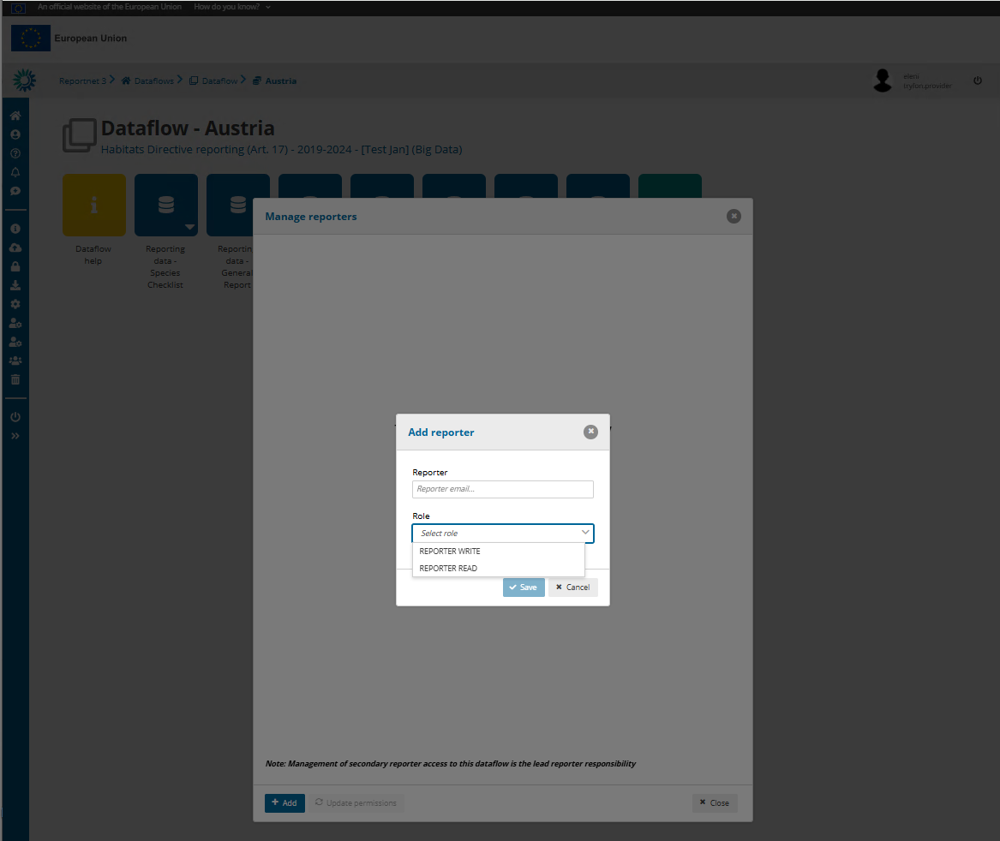 An official website of the European Union How do you know?
European Union
Reportnet 3 Dataflows Dataflow Austria
eleni
trylon.provider
Dataflow - Austria
Habitats Directive reporting (Art. 17) - 2019-2024 - [Test Jan] (Big Data)
Manage reporters
Dataflow
help
Reporting
data -
Species
Checklist
Reporting
data -
General
Report
Add reporter
Reporter
Reporter email...
Role
Select role
REPORTER WRITE
REPORTER READ
Save Cancel
Note: Management of secondary reporter access to this dataflow is the lead reporter responsibility
Add Update permissions Close